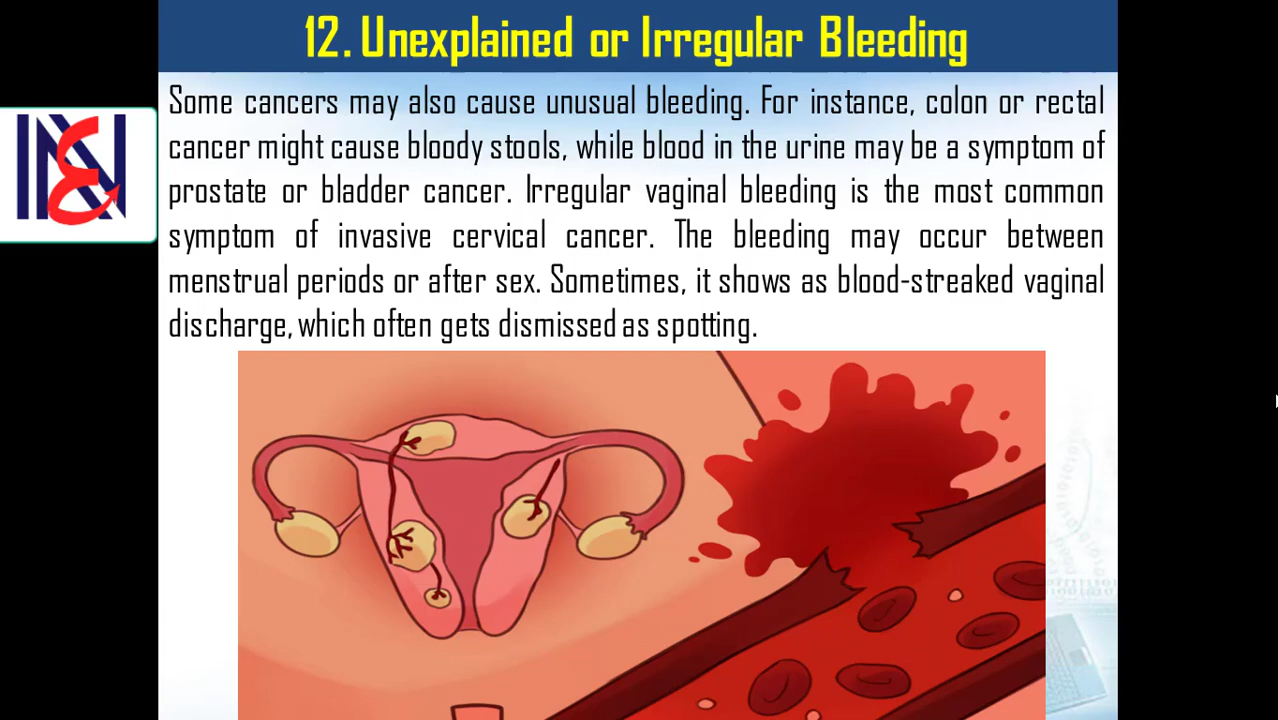 12. Unexplained or Irregular Bleeding
Some cancers may also cause unusual bleeding. For instance, colon or rectal
cancer might cause bloody stools, while blood in the urine may be a symptom of
prostate or bladder cancer. Irregular vaginal bleeding is the most common
symptom of invasive cervical cancer. The bleeding may occur between
menstrual periods or after sex. Sometimes, it shows as blood-streaked vaginal
discharge, which often gets dismissed as spotting.